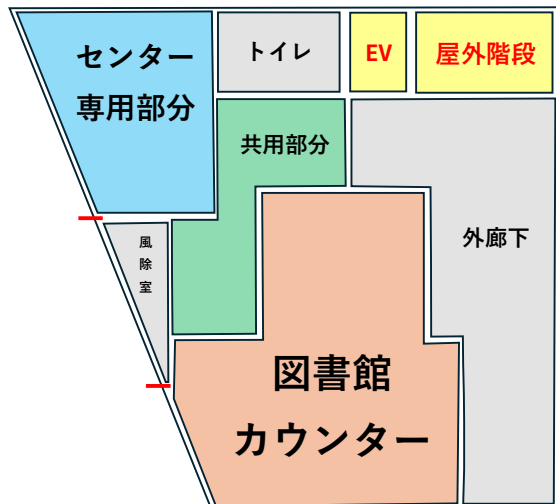 センター
専用部分
トイレ
EV
屋外階段
共用部分
風
除
室
外廊下
図書館
カウンター